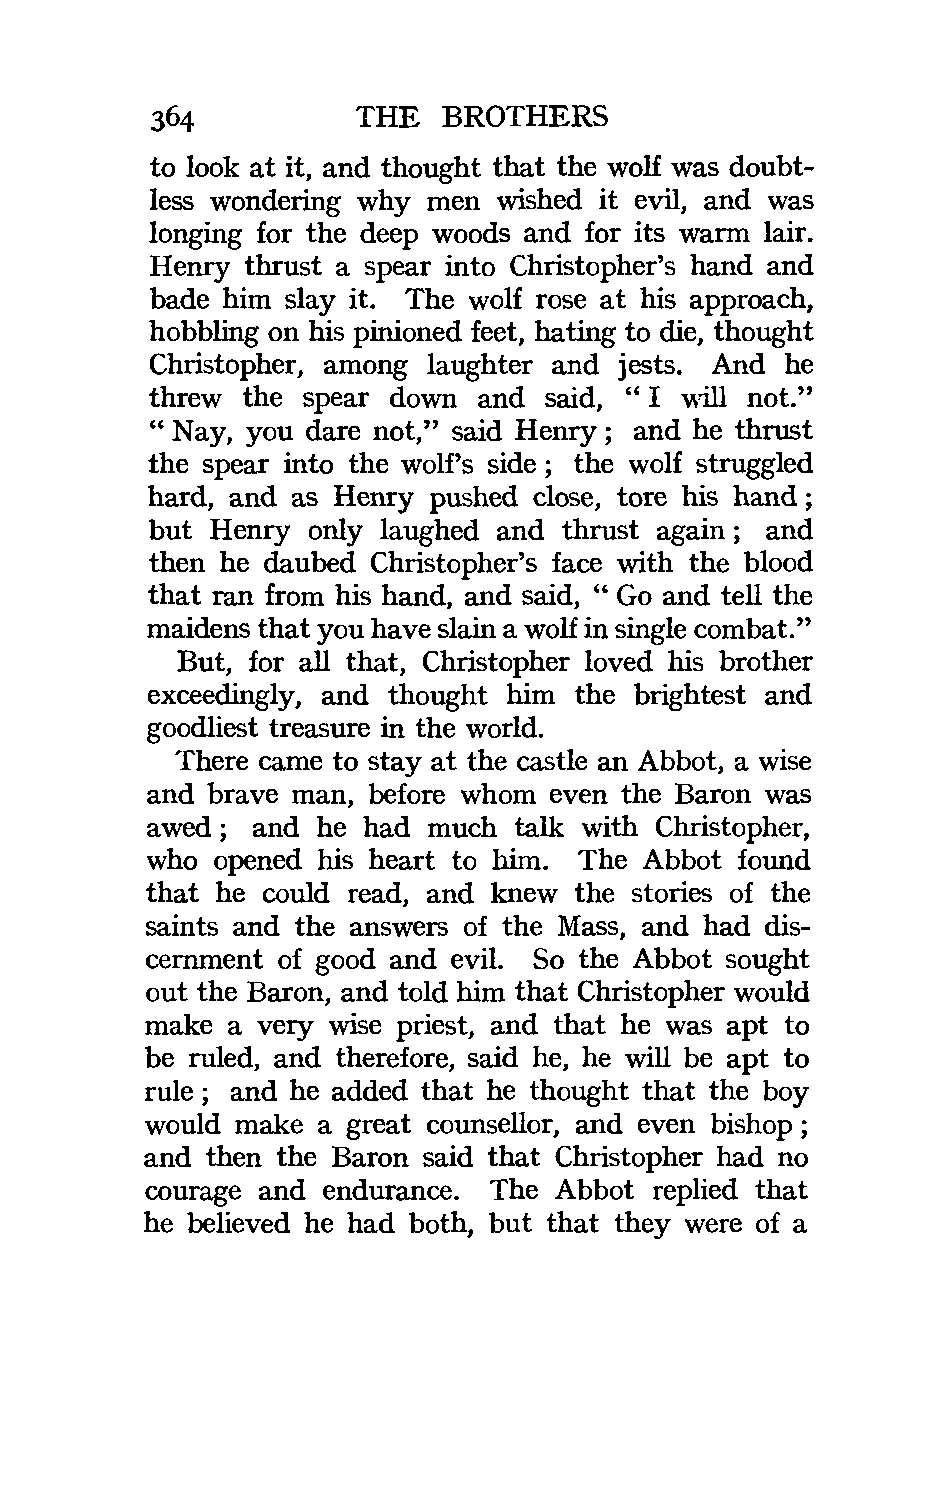 364 THE BROTHERS
to look at it, and thought that the wolf was doubt-
less wondering why men wished it evil, and was
longing for the deep woods and for its warm lair.
Henry thrust a spear into Christopher's hand and
bade him slay it. The wolf rose at his approach,
hobbling on his pinioned feet, hating to die, thought
Christopher, among laughter and jests. And he
threw the spear down and said, " I will not."
" Nay, you dare not," said Henry ; and he thrust
the spear into the wolf's side ; the wolf struggled
hard, and as Henry pushed close, tore his hand ;
but Henry only laughed and thrust again ; and
then he daubed Christopher's face with the blood
that ran from his hand, and said, " Go and tell the
maidens that you have slain a wolf in single combat."
But, for all that, Christopher loved his brother
exceedingly, and thought him the brightest and
goodliest treasure in the world.
There came to stay at the castle an Abbot, a wise
and brave man, before whom even the Baron was
awed ; and he had much talk with Christopher,
who opened his heart to him. The Abbot found
that he could read, and knew the stories of the
saints and the answers of the Mass, and had dis-
cernment of good and evil. So the Abbot sought
out the Baron, and told him that Christopher would
make a very wise priest, and that he was apt to
be ruled, and therefore, said he, he will be apt to
rule ; and he added that he thought that the boy
would make a great counsellor, and even bishop ;
and then the Baron said that Christopher had no
courage and endurance. The Abbot replied that
he believed he had both, but that they were of a